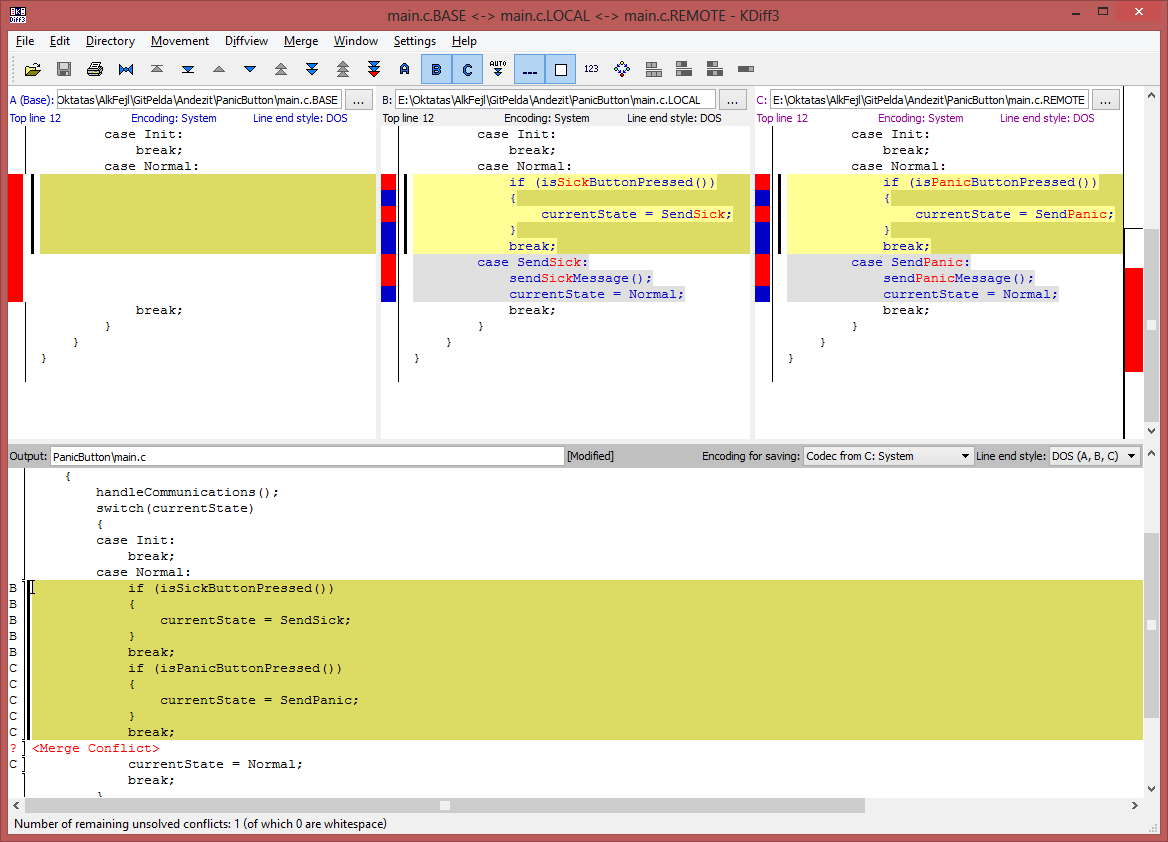 main.c.BASE <-> main.c.LOCAL <-> main.c.REMOTE - KDiff3
File Edit Directory Movement Diffview Merge Window Settings Help
A B C AUTO 123
A (Base): Oktatas\AlkFejl\GitPelda\Andezit\PanicButton\main.c.BASE ...
Top line 12 Encoding: System Line end style: DOS
case Init:
break;
case Normal:
break;
}
}
}
B: E:\Oktatas\AlkFejl\GitPelda\Andezit\PanicButton\main.c.LOCAL ...
Top line 12 Encoding: System Line end style: DOS
case Init:
break;
case Normal:
if (isSickButtonPressed())
{
currentState = SendSick;
}
break;
case SendSick:
sendSickMessage();
currentState = Normal;
break;
}
}
}
C: E:\Oktatas\AlkFejl\GitPelda\Andezit\PanicButton\main.c.REMOTE ...
Top line 12 Encoding: System Line end style: DOS
case Init:
break;
case Normal:
if (isPanicButtonPressed())
{
currentState = SendPanic;
}
break;
case SendPanic:
sendPanicMessage();
currentState = Normal;
break;
}
}
}
Output: PanicButton\main.c [Modified] Encoding for saving: Codec from C: System Line end style: DOS (A, B, C)
{
handleCommunications();
switch(currentState)
{
case Init:
break;
case Normal:
B if (isSickButtonPressed())
B {
B currentState = SendSick;
B }
B break;
C if (isPanicButtonPressed())
C {
C currentState = SendPanic;
C }
C break;
? <Merge Conflict>
C currentState = Normal;
break;
}
Number of remaining unsolved conflicts: 1 (of which 0 are whitespace)